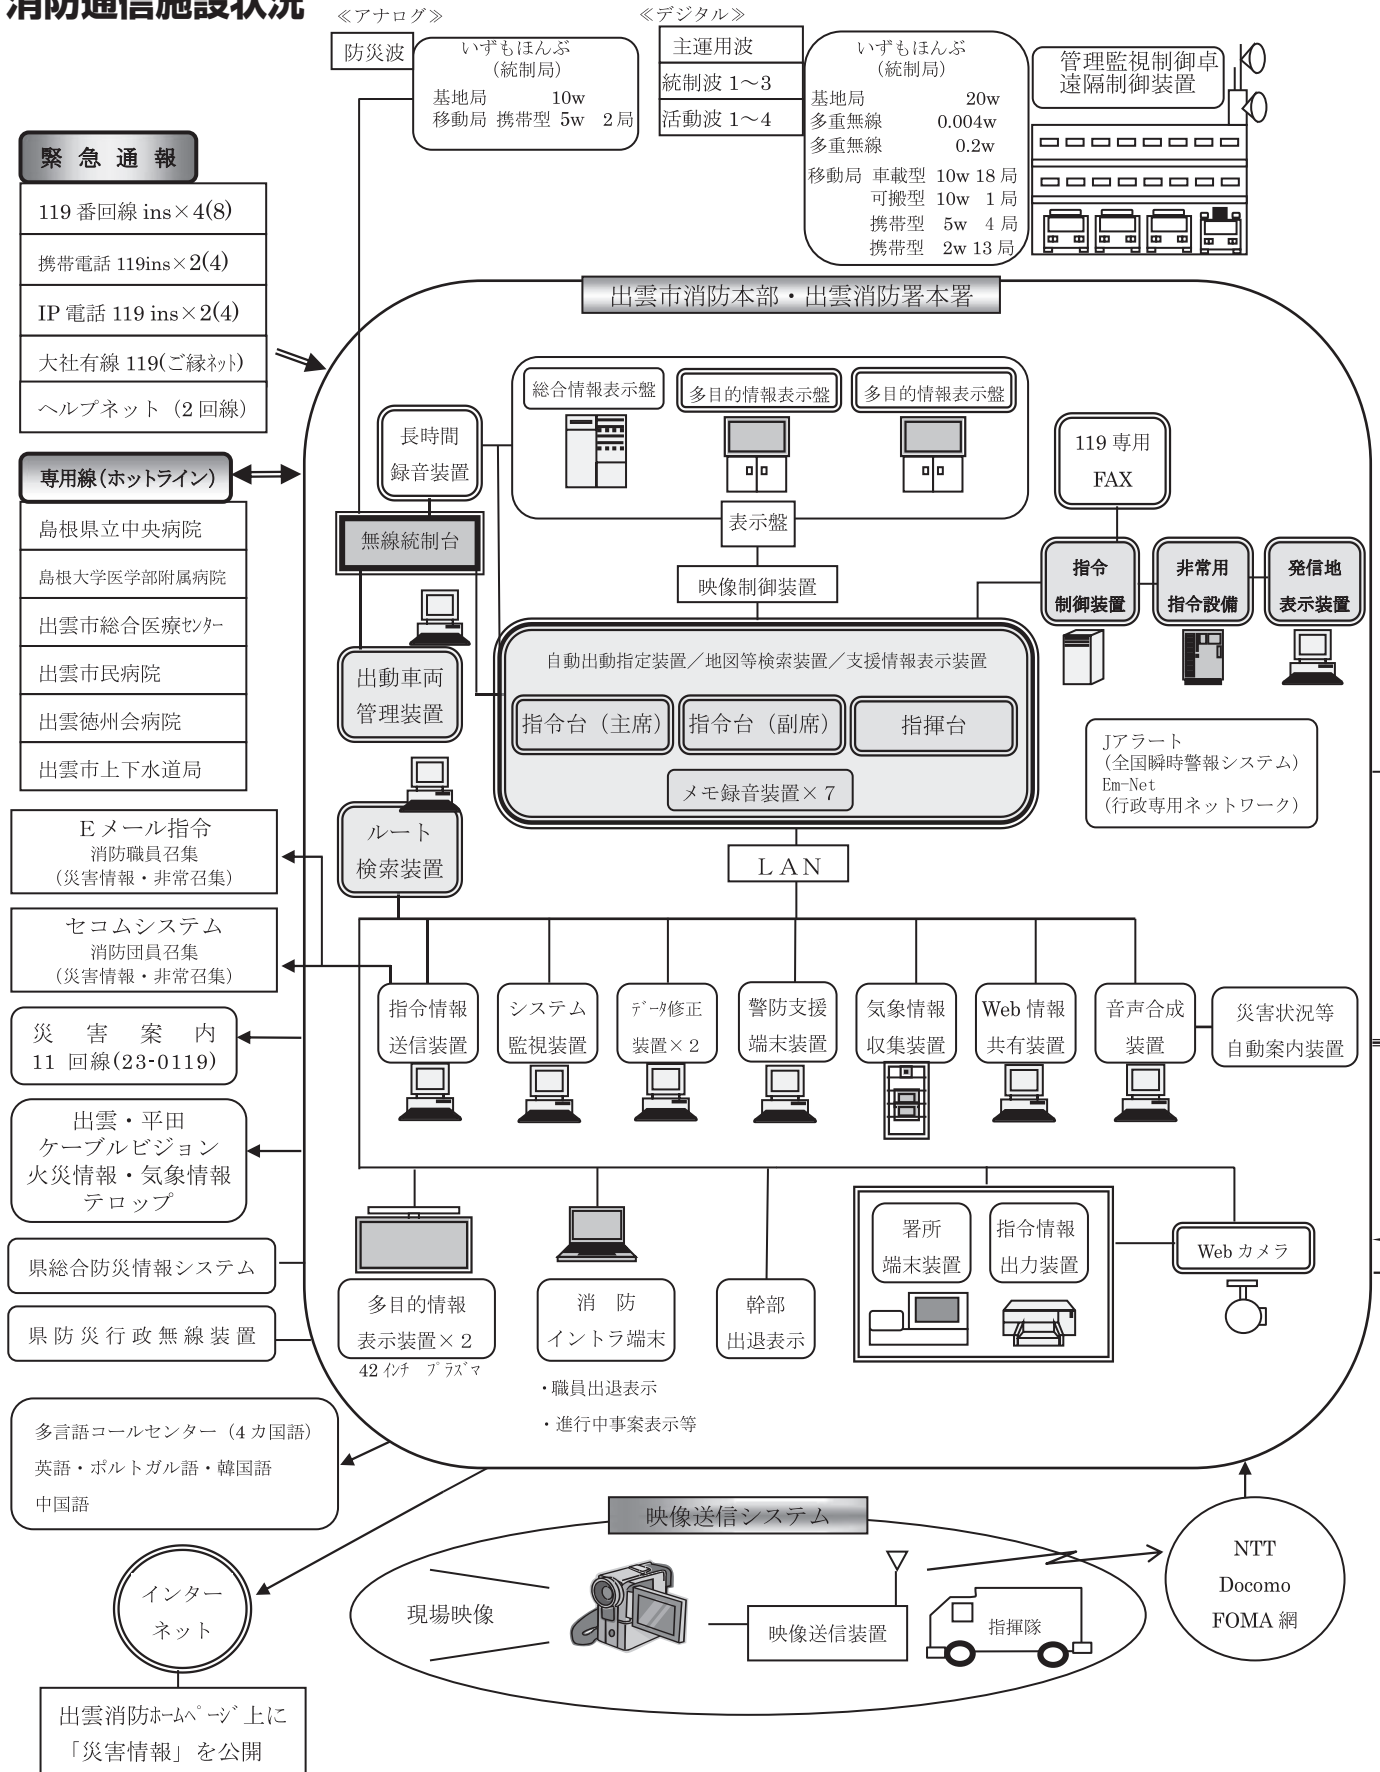 消防通信施設状況
≪アナログ≫
防災波
いずもほんぶ
（統制局）
基地局 10w
移動局 携帯型 5w 2局
≪デジタル≫
主運用波
統制波 1～3
活動波 1～4
いずもほんぶ
（統制局）
基地局 20w
多重無線 0.004w
多重無線 0.2w
移動局 車載型 10w 18局
可搬型 10w 1局
携帯型 5w 4局
携帯型 2w 13局
管理監視制御卓
遠隔制御装置
緊急通報
119番回線 ins×4(8)
携帯電話 119ins×2(4)
IP電話 119 ins×2(4)
大社有線 119(ご縁ﾈｯﾄ)
ヘルプネット（2回線）
専用線(ホットライン)
島根県立中央病院
島根大学医学部附属病院
出雲市総合医療ｾﾝﾀｰ
出雲市民病院
出雲徳州会病院
出雲市上下水道局
Eメール指令
消防職員召集
（災害情報・非常召集）
セコムシステム
消防団員召集
（災害情報・非常召集）
災害案内
11 回線(23-0119)
出雲・平田
ケーブルビジョン
火災情報・気象情報
テロップ
県総合防災情報システム
県防災行政無線装置
多言語コールセンター（4カ国語）
英語・ポルトガル語・韓国語
中国語
インター
ネット
出雲消防ﾎｰﾑﾍﾟｰｼﾞ上に
「災害情報」を公開
出雲市消防本部・出雲消防署本署
総合情報表示盤
多目的情報表示盤
多目的情報表示盤
表示盤
映像制御装置
長時間
録音装置
無線統制台
出動車両
管理装置
ルート
検索装置
119専用
FAX
指令
制御装置
非常用
指令設備
発信地
表示装置
自動出動指定装置／地図等検索装置／支援情報表示装置
指令台（主席）
指令台（副席）
指揮台
メモ録音装置×7
Jアラート
（全国瞬時警報システム）
Em-Net
（行政専用ネットワーク）
LAN
指令情報
送信装置
システム
監視装置
ﾃﾞｰﾀ修正
装置×2
警防支援
端末装置
気象情報
収集装置
Web情報
共有装置
音声合成
装置
災害状況等
自動案内装置
多目的情報
表示装置×2
42ｲﾝﾁ ﾌﾟﾗｽﾞﾏ
消防
イントラ端末
・職員出退表示
・進行中事案表示等
幹部
出退表示
署所
端末装置
指令情報
出力装置
Webカメラ
映像送信システム
現場映像
映像送信装置
指揮隊
NTT
Docomo
FOMA網